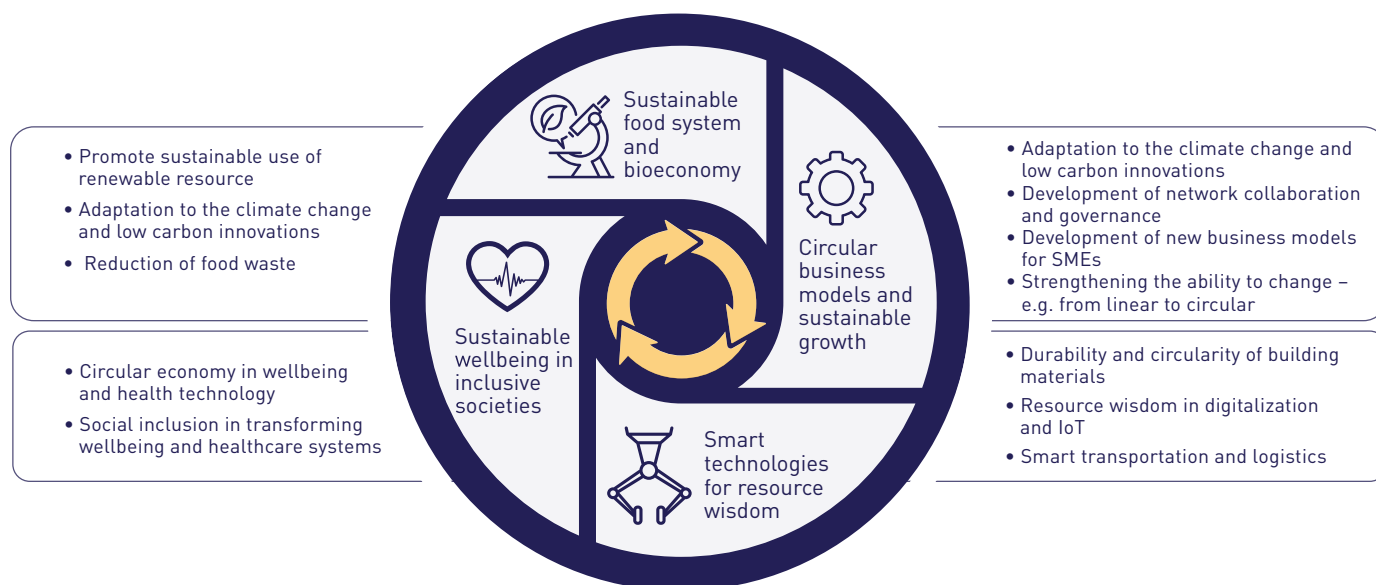 Sustainable
food system
and
bioeconomy
• Promote sustainable use of
renewable resource
• Adaptation to the climate change
and low carbon innovations
• Reduction of food waste
Circular
business
models and
sustainable
growth
• Adaptation to the climate change and
low carbon innovations
• Development of network collaboration
and governance
• Development of new business models
for SMEs
• Strengthening the ability to change –
e.g. from linear to circular
Sustainable
wellbeing in
inclusive
societies
• Circular economy in wellbeing
and health technology
• Social inclusion in transforming
wellbeing and healthcare systems
Smart
technologies
for resource
wisdom
• Durability and circularity of building
materials
• Resource wisdom in digitalization
and IoT
• Smart transportation and logistics